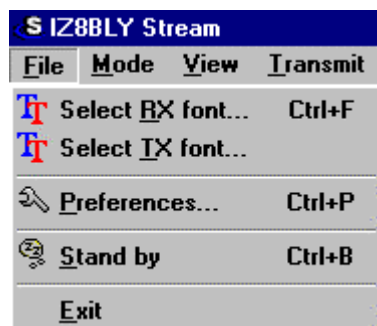 S IZ8BLY Stream
File Mode View Transmit
Select RX font... Ctrl+F
Select TX font...
Preferences... Ctrl+P
Stand by Ctrl+B
Exit